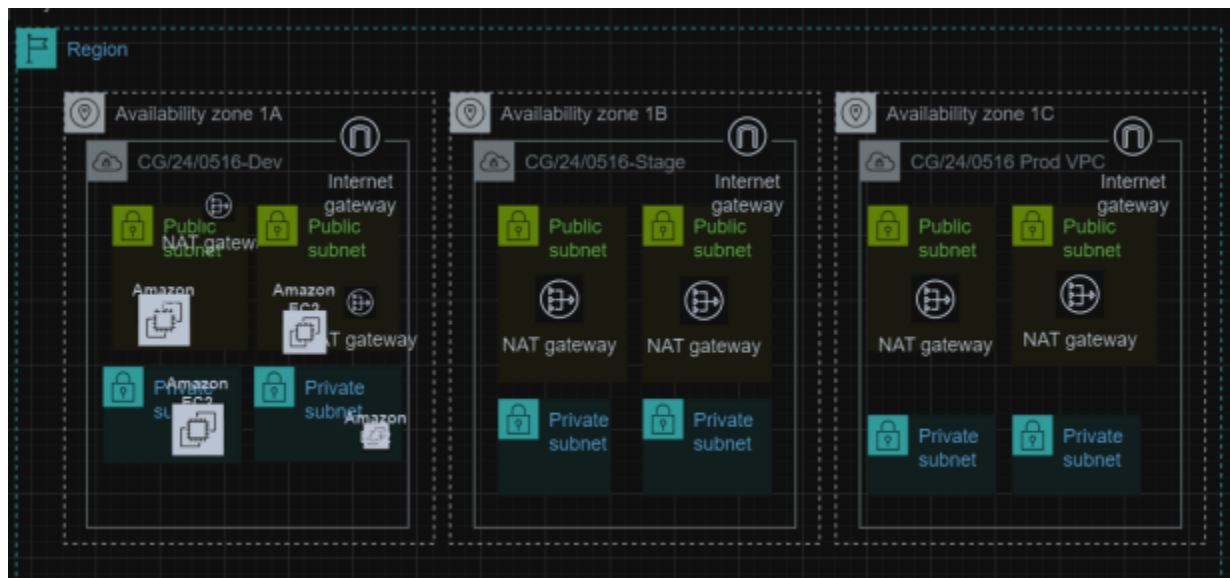 Region
Availability zone 1A
CG/24/0516-Dev
Internet
gateway
Public
subnet
NAT gatew
Public
subnet
Amazon
Amazon
EC2
T gateway
Private
su
Amazon
EC2
Private
subnet
Amazon
Availability zone 1B
CG/24/0516-Stage
Internet
gateway
Public
subnet
Public
subnet
NAT gateway
NAT gateway
Private
subnet
Private
subnet
Availability zone 1C
CG/24/0516 Prod VPC
Internet
gateway
Public
subnet
Public
subnet
NAT gateway
NAT gateway
Private
subnet
Private
subnet